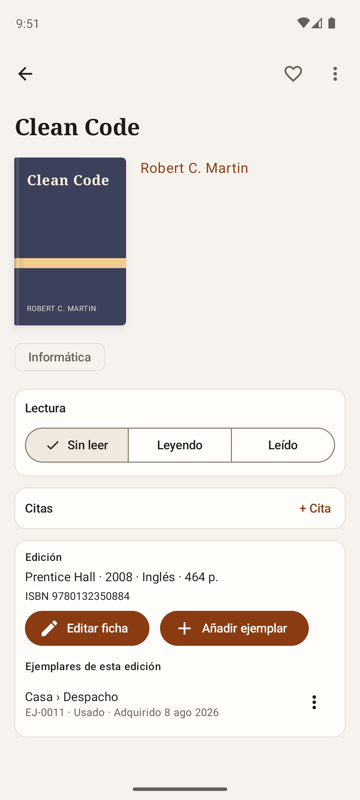 9:51
Clean Code
Clean Code
ROBERT C. MARTIN
Robert C. Martin
Informática
Lectura
Sin leer
Leyendo
Leído
Citas
+ Cita
Edición
Prentice Hall · 2008 · Inglés · 464 p.
ISBN 9780132350884
Editar ficha
Añadir ejemplar
Ejemplares de esta edición
Casa › Despacho
EJ-0011 · Usado · Adquirido 8 ago 2026